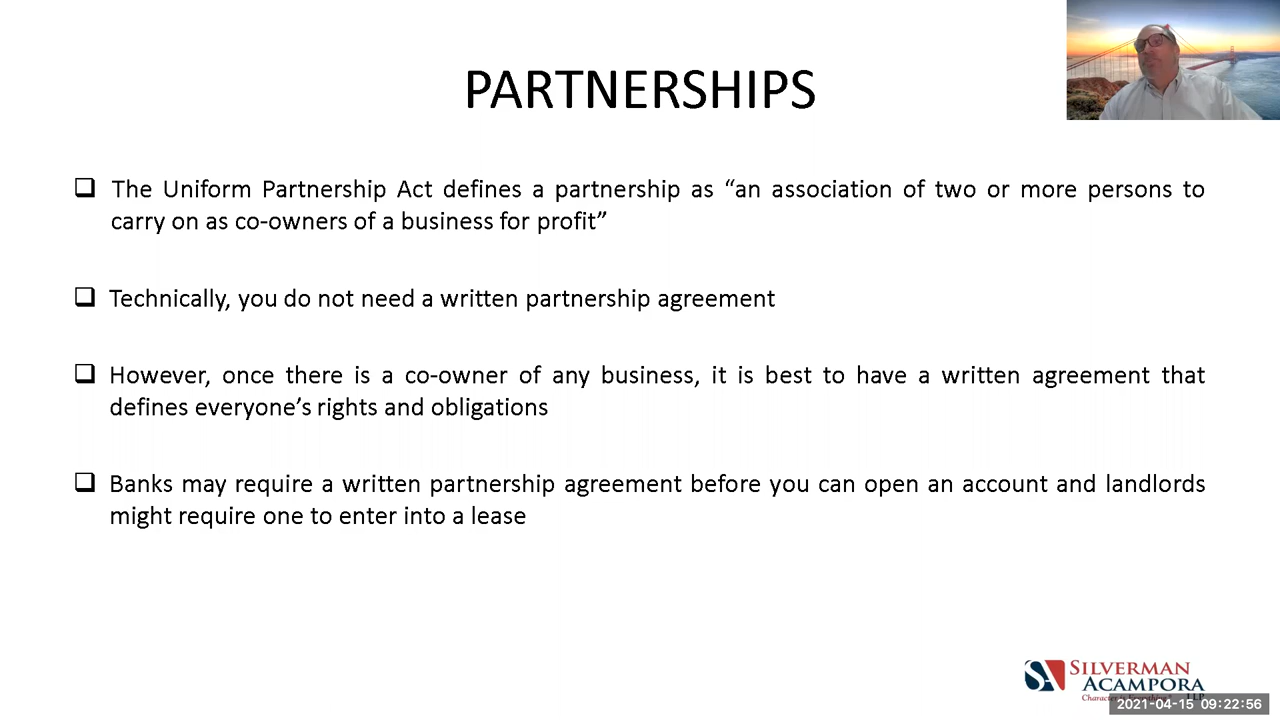 PARTNERSHIPS
❑ The Uniform Partnership Act defines a partnership as “an association of two or more persons to
carry on as co-owners of a business for profit”
❑ Technically, you do not need a written partnership agreement
❑ However, once there is a co-owner of any business, it is best to have a written agreement that
defines everyone’s rights and obligations
❑ Banks may require a written partnership agreement before you can open an account and landlords
might require one to enter into a lease
SA SILVERMAN
ACAMPORA
LLP
2021-04-15 09:22:56